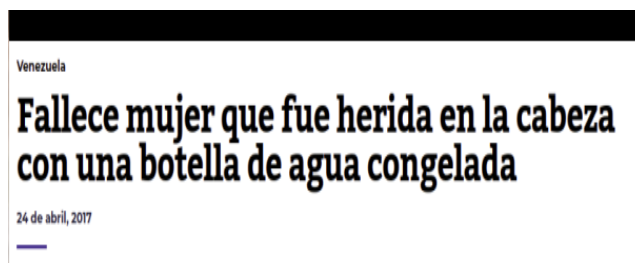 Venezuela
Fallece mujer que fue herida en la cabeza
con una botella de agua congelada
24 de abril, 2017